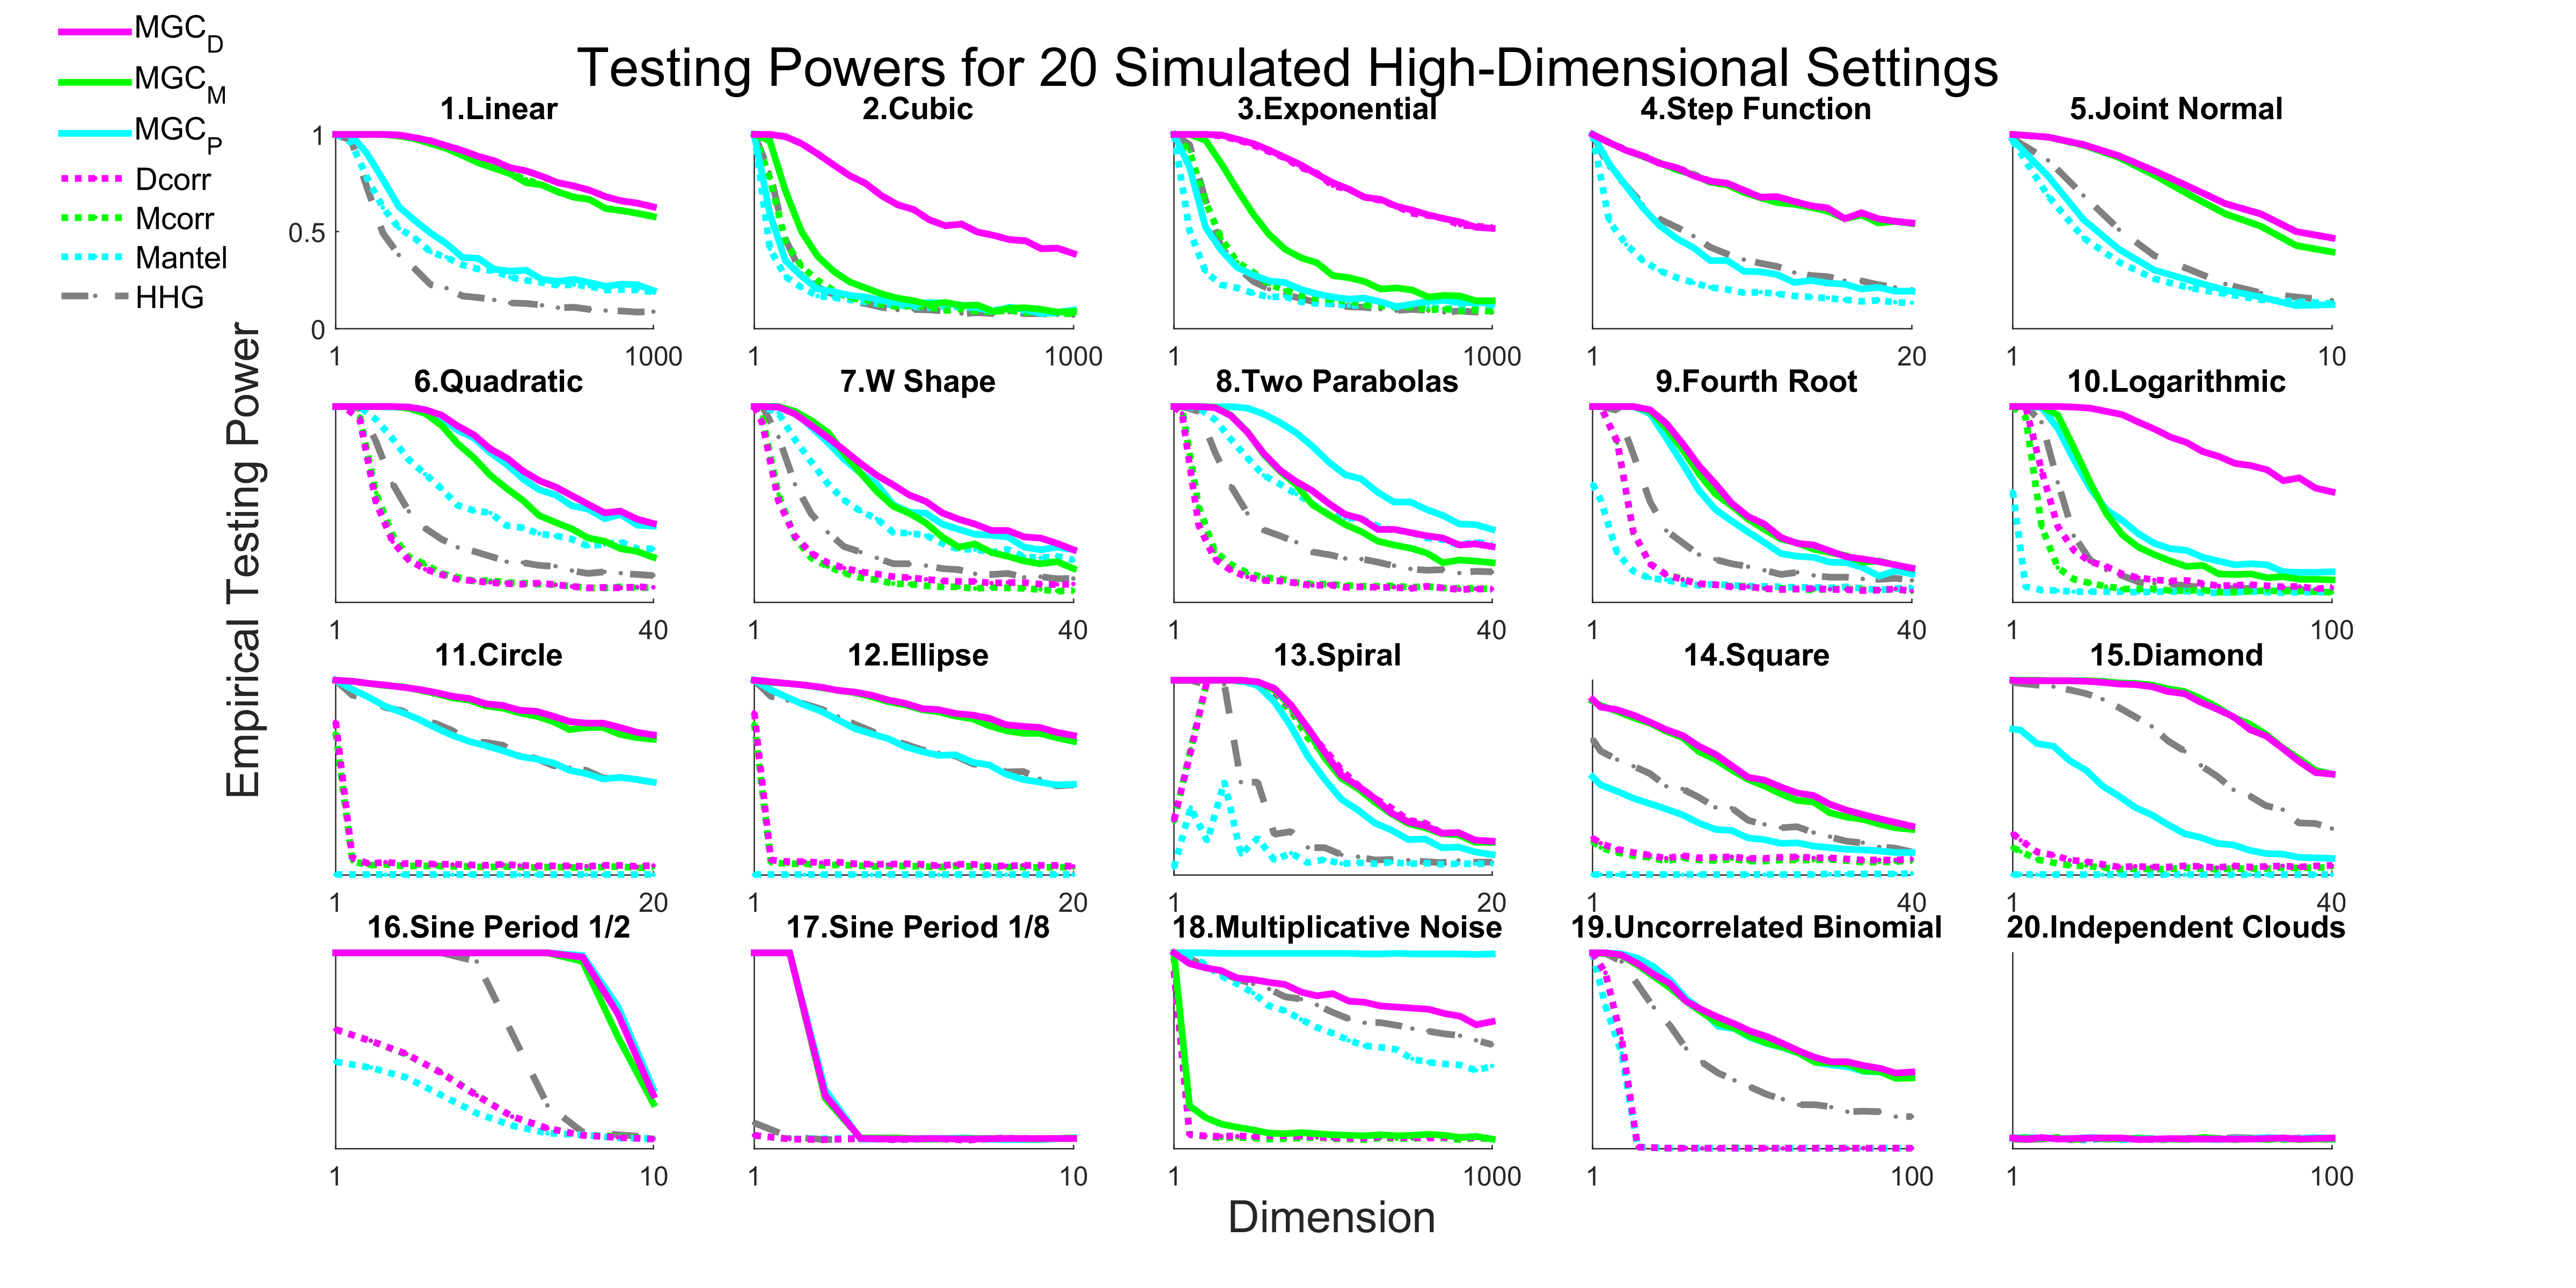 MGC_D
MGC_M
MGC_P
Dcorr
Mcorr
Mantel
HHG
Testing Powers for 20 Simulated High-Dimensional Settings
Empirical Testing Power
1.Linear
2.Cubic
3.Exponential
4.Step Function
5.Joint Normal
1
0.5
0
1 1000
1 1000
1 1000
1 20
1 10
6.Quadratic
7.W Shape
8.Two Parabolas
9.Fourth Root
10.Logarithmic
1 40
1 40
1 40
1 40
1 100
11.Circle
12.Ellipse
13.Spiral
14.Square
15.Diamond
1 20
1 20
1 20
1 40
1 40
16.Sine Period 1/2
17.Sine Period 1/8
18.Multiplicative Noise
19.Uncorrelated Binomial
20.Independent Clouds
1 10
1 10
1 1000
1 100
1 100
Dimension